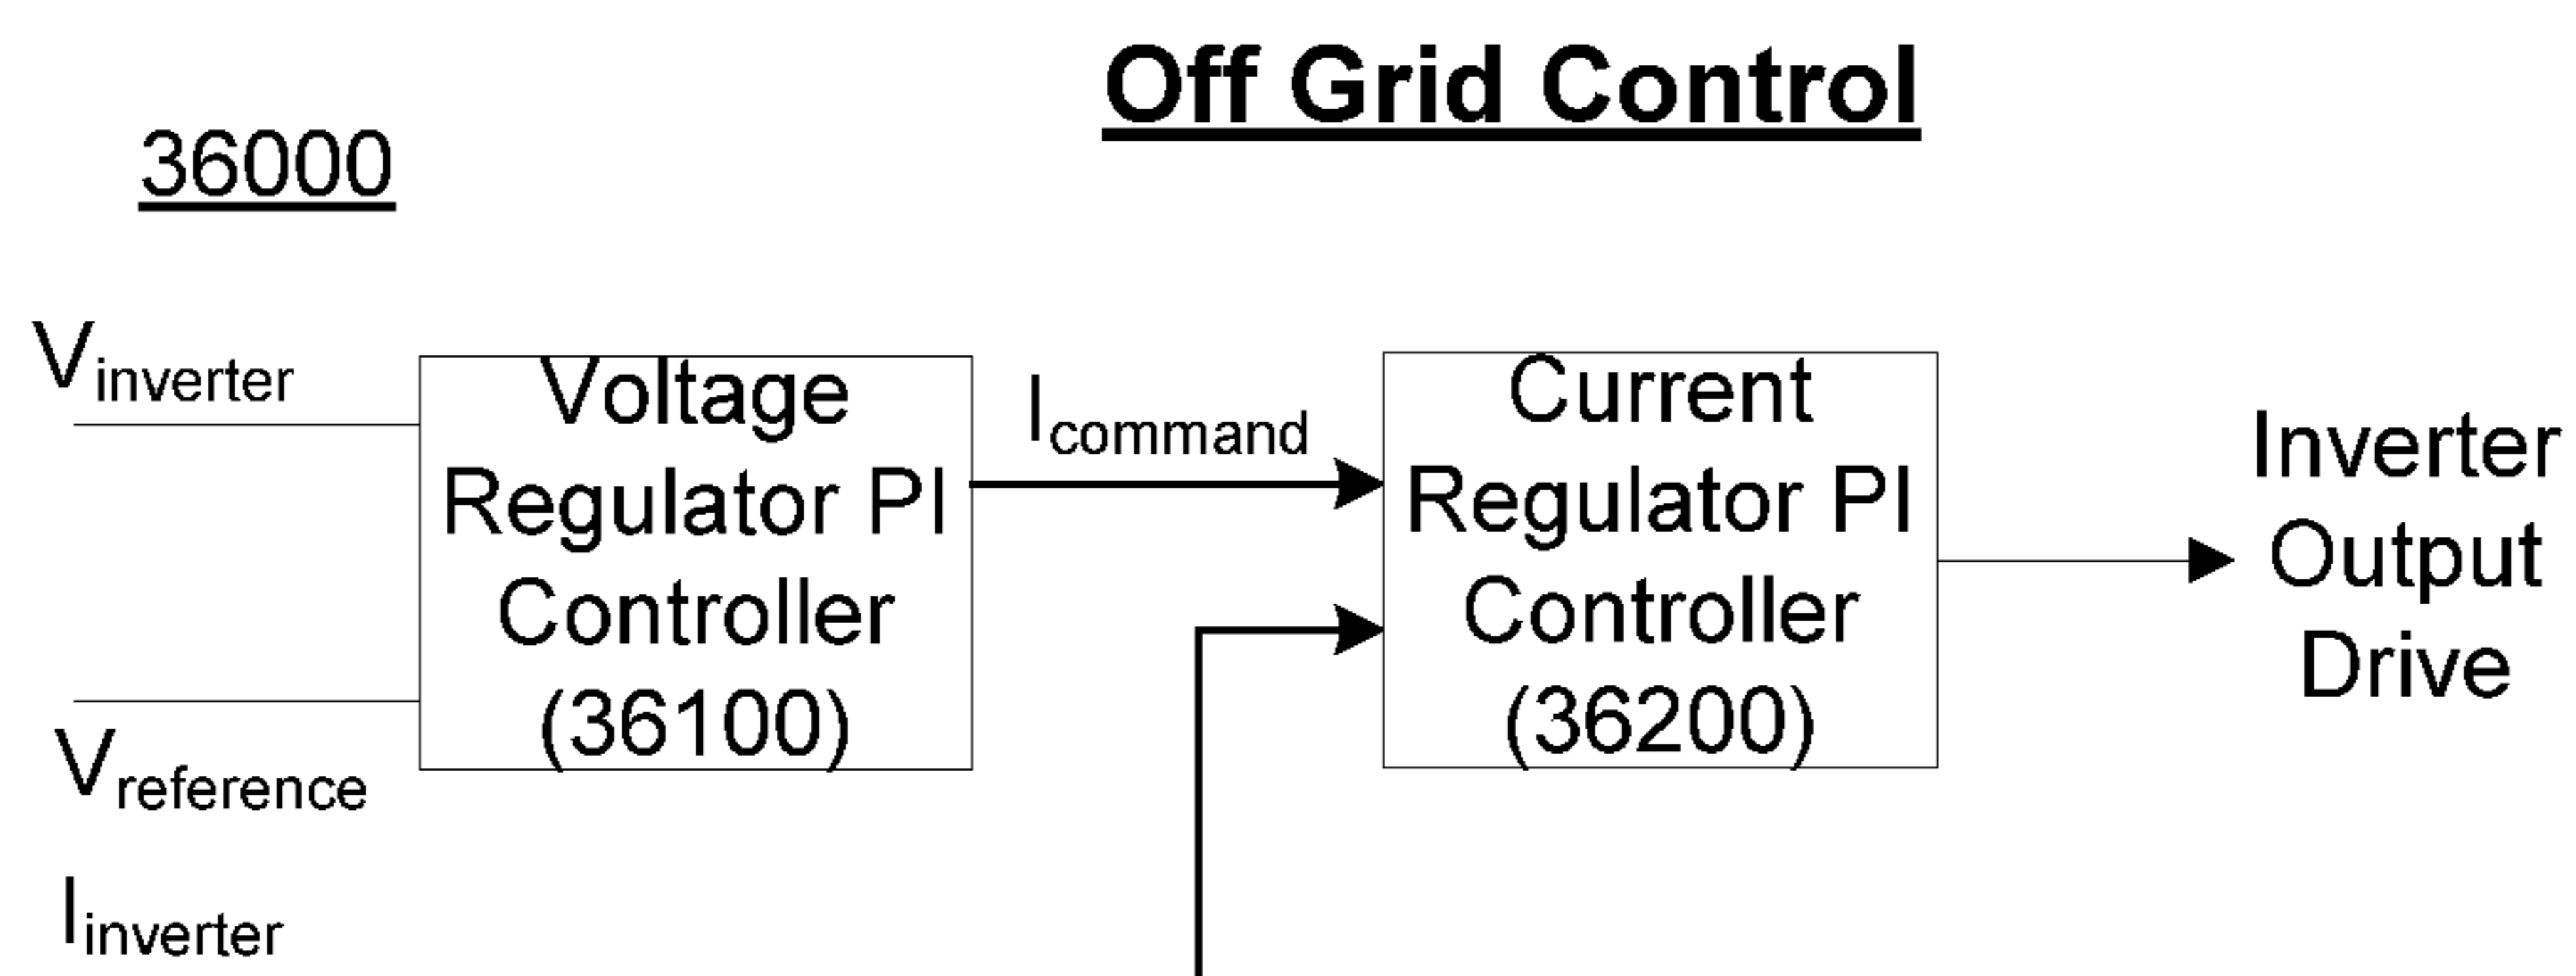 Off Grid Control
36000
Vinverter
Voltage
Regulator PI
Controller
(36100)
Icommand
Current
Regulator PI
Controller
(36200)
Inverter
Output
Drive
Vreference
Iinverter